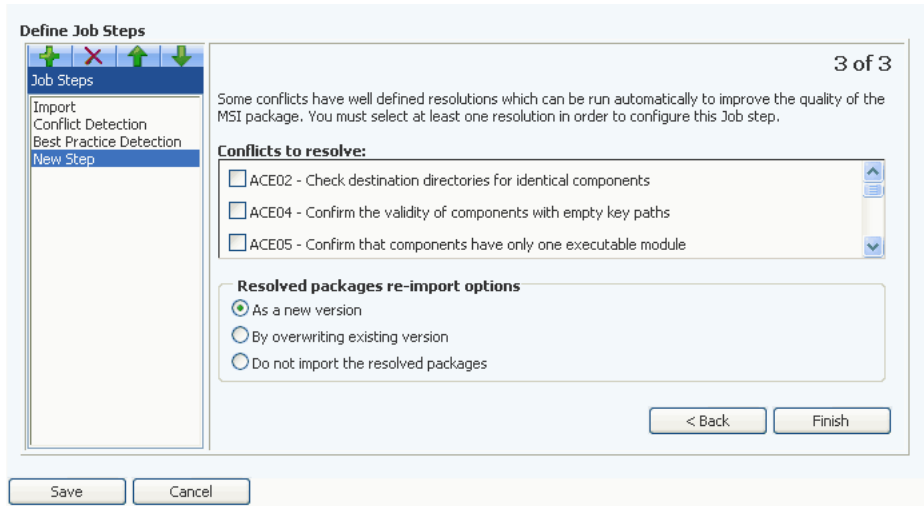 Define Job Steps
Job Steps
Import
Conflict Detection
Best Practice Detection
New Step
3 of 3
Some conflicts have well defined resolutions which can be run automatically to improve the quality of the
MSI package. You must select at least one resolution in order to configure this Job step.
Conflicts to resolve:
ACE02 - Check destination directories for identical components
ACE04 - Confirm the validity of components with empty key paths
ACE05 - Confirm that components have only one executable module
Resolved packages re-import options
As a new version
By overwriting existing version
Do not import the resolved packages
< Back
Finish
Save
Cancel